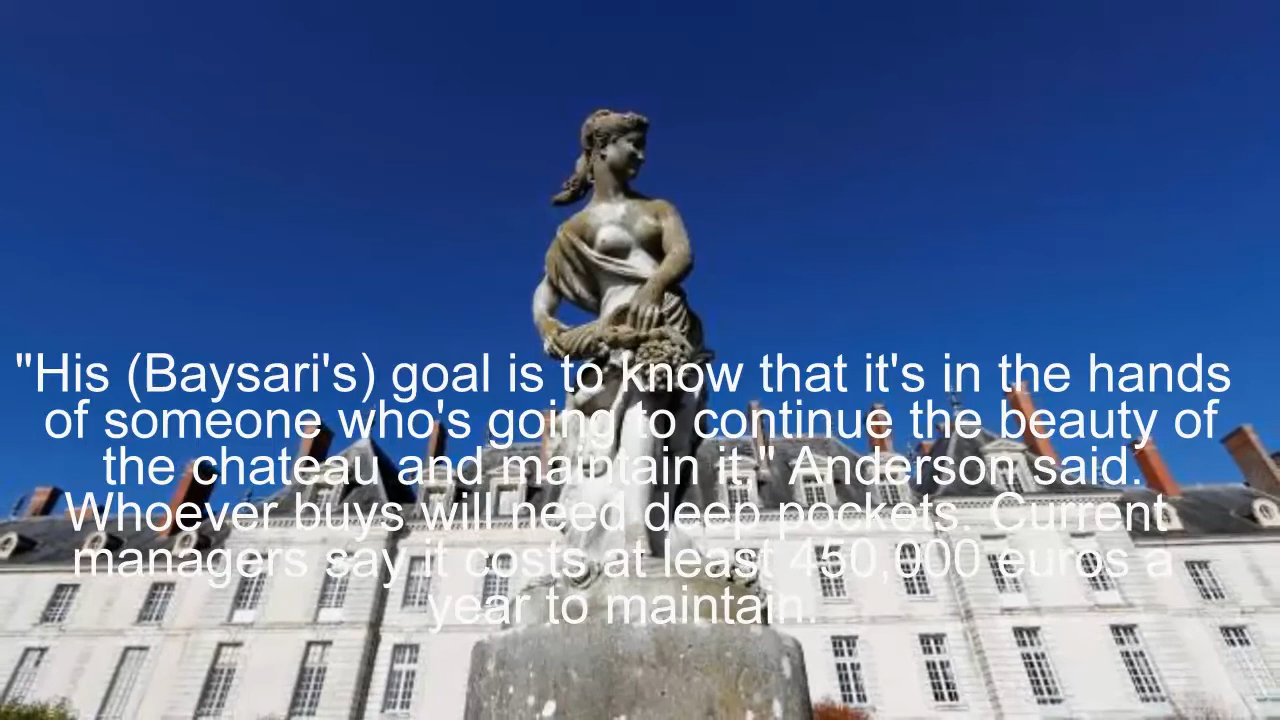 "His (Baysari's) goal is to know that it's in the hands
of someone who's going to continue the beauty of
the chateau and maintain it," Anderson said.
Whoever buys will need deep pockets. Current
managers say it costs at least 450,000 euros a
year to maintain.